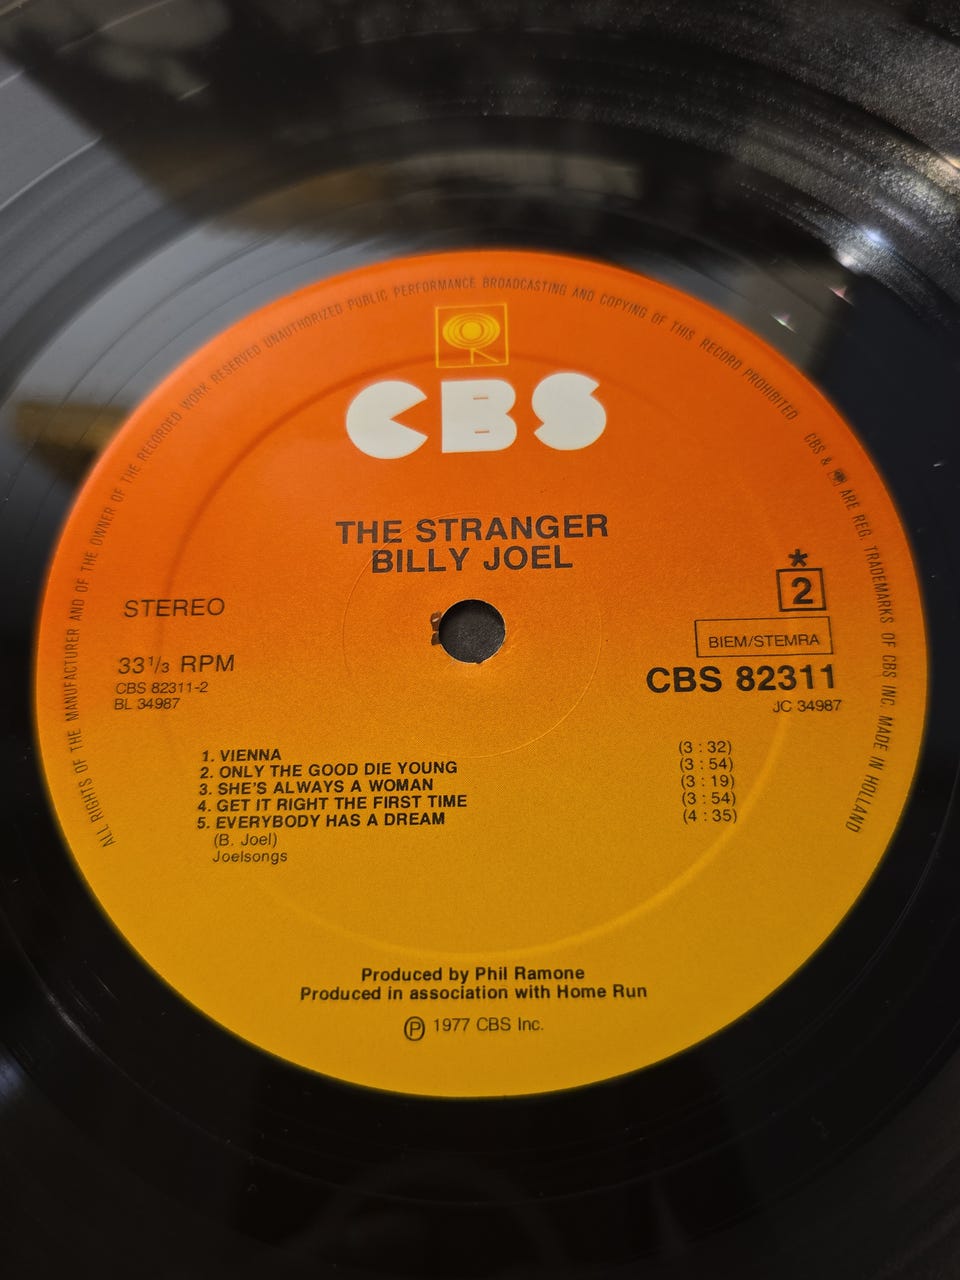 ALL RIGHTS OF THE MANUFACTURER AND OF THE OWNER OF THE RECORDED WORK RESERVED UNAUTHORIZED PUBLIC PERFORMANCE BROADCASTING AND COPYING OF THIS RECORD PROHIBITED
CBS & ARE REG. TRADEMARKS OF CBS INC. MADE IN HOLLAND
CBS
THE STRANGER
BILLY JOEL
STEREO
33 1/3 RPM
CBS 82311-2
BL 34987
*
2
BIEM/STEMRA
CBS 82311
JC 34987
1. VIENNA (3 : 32)
2. ONLY THE GOOD DIE YOUNG (3 : 54)
3. SHE'S ALWAYS A WOMAN (3 : 19)
4. GET IT RIGHT THE FIRST TIME (3 : 54)
5. EVERYBODY HAS A DREAM (4 : 35)
(B. Joel)
Joelsongs
Produced by Phil Ramone
Produced in association with Home Run
℗ 1977 CBS Inc.